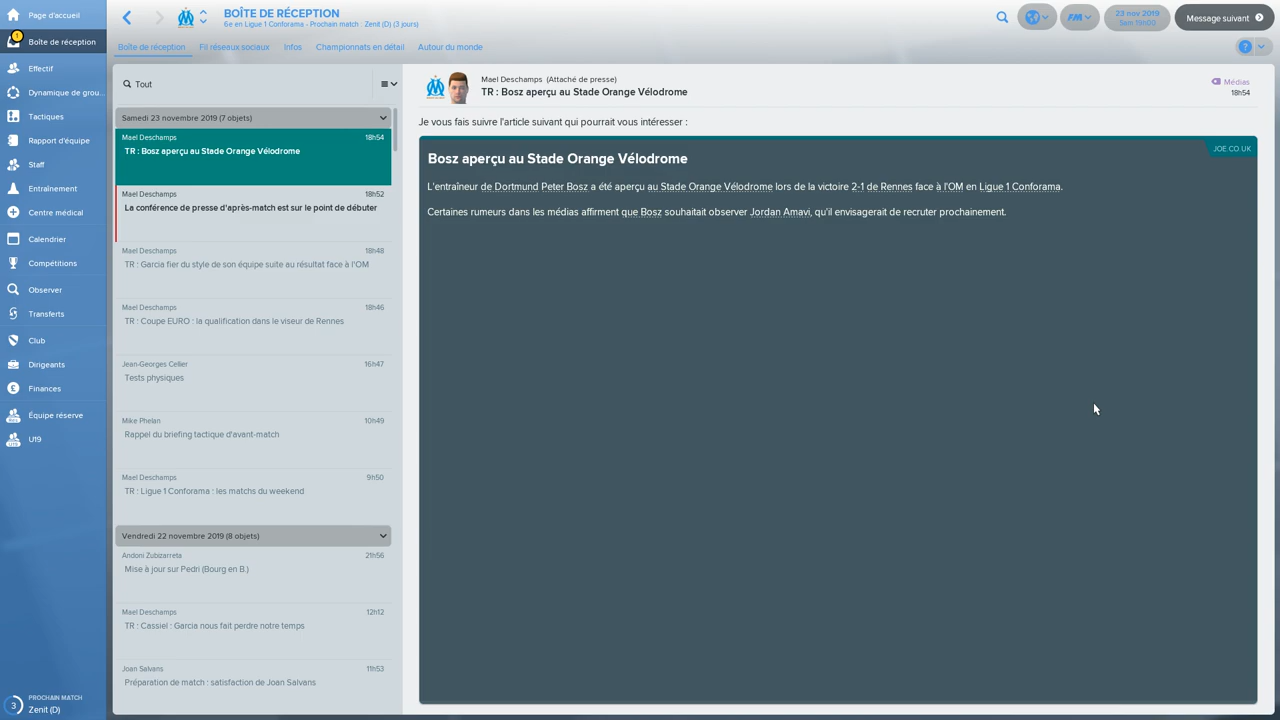 Page d'accueil
1
Boîte de réception
Effectif
Dynamique de grou...
Tactiques
Rapport d'équipe
Staff
Entraînement
Centre médical
Calendrier
Compétitions
Observer
Transferts
Club
Dirigeants
Finances
Équipe réserve
U19
3
PROCHAIN MATCH
Zenit (D)
BOÎTE DE RÉCEPTION
6e en Ligue 1 Conforama - Prochain match : Zenit (D) (3 jours)
FM
23 nov 2019
Sam 19h00
Message suivant
Boîte de réception
Fil réseaux sociaux
Infos
Championnats en détail
Autour du monde
?
Tout
Samedi 23 novembre 2019 (7 objets)
Mael Deschamps 18h54
TR : Bosz aperçu au Stade Orange Vélodrome
Mael Deschamps 18h52
La conférence de presse d'après-match est sur le point de débuter
Mael Deschamps 18h48
TR : Garcia fier du style de son équipe suite au résultat face à l'OM
Mael Deschamps 18h46
TR : Coupe EURO : la qualification dans le viseur de Rennes
Jean-Georges Cellier 16h47
Tests physiques
Mike Phelan 10h49
Rappel du briefing tactique d'avant-match
Mael Deschamps 9h50
TR : Ligue 1 Conforama : les matchs du weekend
Vendredi 22 novembre 2019 (8 objets)
Andoni Zubizarreta 21h56
Mise à jour sur Pedri (Bourg en B.)
Mael Deschamps 12h12
TR : Cassiel : Garcia nous fait perdre notre temps
Joan Salvans 11h53
Préparation de match : satisfaction de Joan Salvans
Mael Deschamps (Attaché de presse)
TR : Bosz aperçu au Stade Orange Vélodrome
Médias
18h54
Je vous fais suivre l'article suivant qui pourrait vous intéresser :
JOE.CO.UK
Bosz aperçu au Stade Orange Vélodrome
L'entraîneur de Dortmund Peter Bosz a été aperçu au Stade Orange Vélodrome lors de la victoire 2-1 de Rennes face à l'OM en Ligue 1 Conforama.
Certaines rumeurs dans les médias affirment que Bosz souhaitait observer Jordan Amavi, qu'il envisagerait de recruter prochainement.